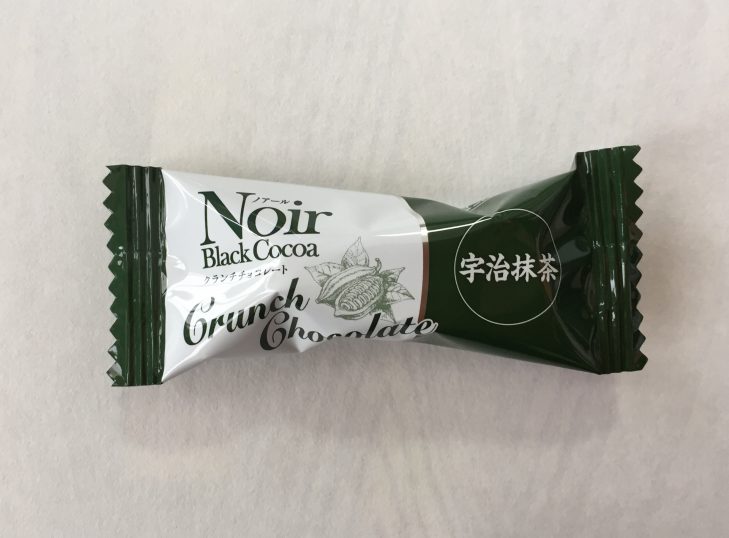 ノアール
Noir
Black Cocoa
クランチチョコレート
Crunch
Chocolate
宇治抹茶